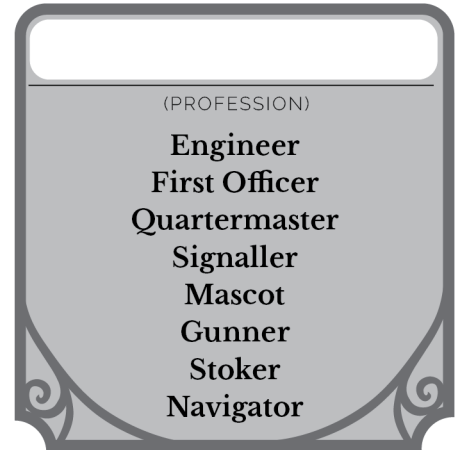 (PROFESSION)
Engineer
First Officer
Quartermaster
Signaller
Mascot
Gunner
Stoker
Navigator